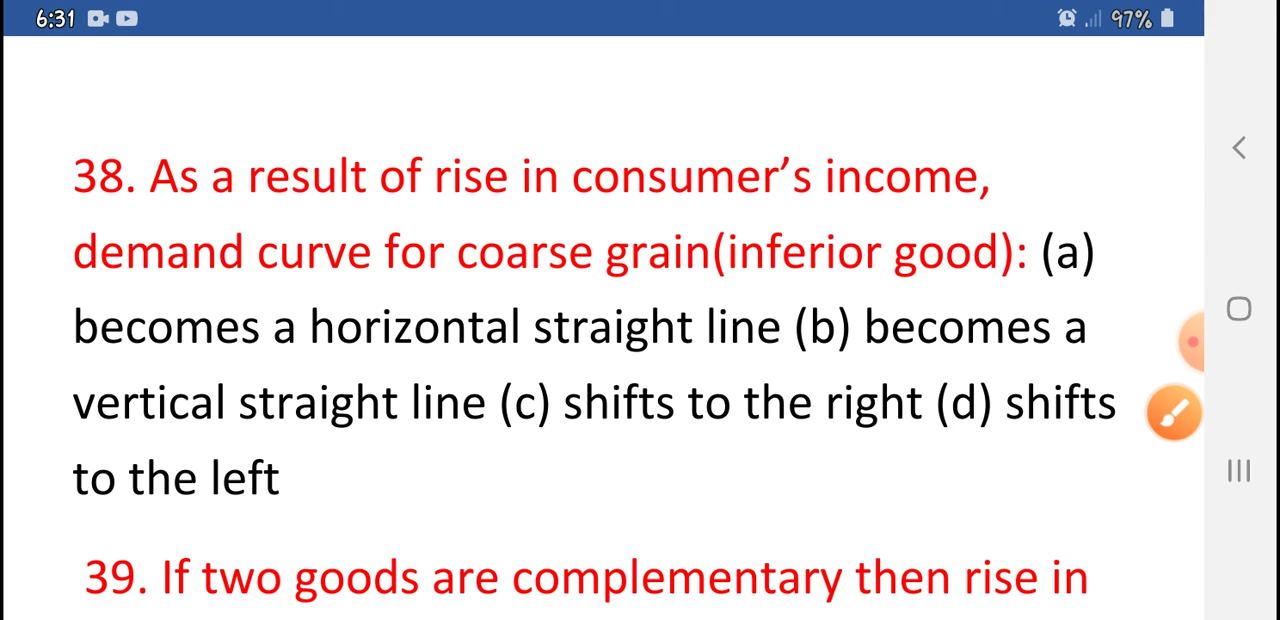 6:31 97%
38. As a result of rise in consumer’s income,
demand curve for coarse grain(inferior good): (a)
becomes a horizontal straight line (b) becomes a
vertical straight line (c) shifts to the right (d) shifts
to the left
39. If two goods are complementary then rise in